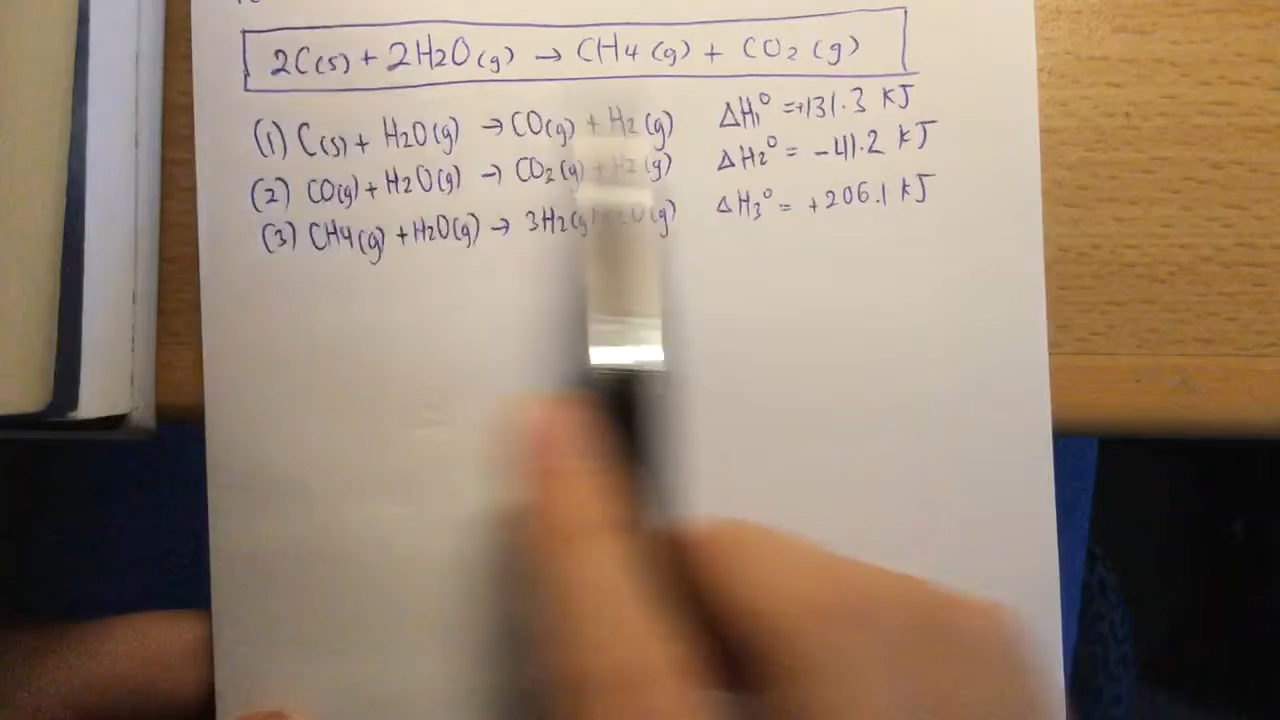 2C(s) + 2H2O(g) → CH4(g) + CO2(g)
(1) C(s) + H2O(g) → CO(g) + H2(g) ΔH1° = +131.3 KJ
(2) CO(g) + H2O(g) → CO2(g) + H2(g) ΔH2° = -41.2 KJ
(3) CH4(g) + H2O(g) → 3H2(g) ΔH3° = +206.1 KJ